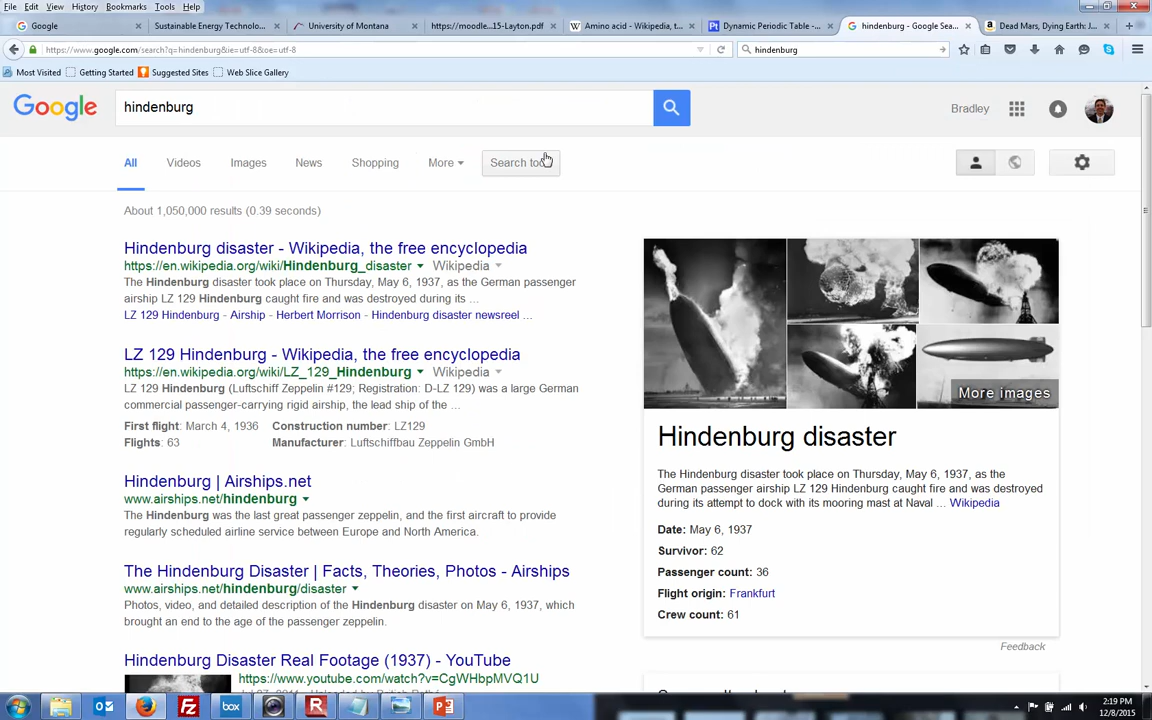 File Edit View History Bookmarks Tools Help
Google
Sustainable Energy Technolo...
University of Montana
https://moodle....15-Layton.pdf
Amino acid - Wikipedia, t...
Dynamic Periodic Table -...
hindenburg - Google Sea...
Dead Mars, Dying Earth: J...
https://www.google.com/search?q=hindenburg&ie=utf-8&oe=utf-8
hindenburg
Most Visited Getting Started Suggested Sites Web Slice Gallery
Google
hindenburg
Bradley
All Videos Images News Shopping More
About 1,050,000 results (0.39 seconds)
Hindenburg disaster - Wikipedia, the free encyclopedia
https://en.wikipedia.org/wiki/Hindenburg_disaster Wikipedia
The Hindenburg disaster took place on Thursday, May 6, 1937, as the German passenger
airship LZ 129 Hindenburg caught fire and was destroyed during its ...
LZ 129 Hindenburg - Airship - Herbert Morrison - Hindenburg disaster newsreel ...
LZ 129 Hindenburg - Wikipedia, the free encyclopedia
https://en.wikipedia.org/wiki/LZ_129_Hindenburg Wikipedia
LZ 129 Hindenburg (Luftschiff Zeppelin #129; Registration: D-LZ 129) was a large German
commercial passenger-carrying rigid airship, the lead ship of the ...
First flight: March 4, 1936 Construction number: LZ129
Flights: 63 Manufacturer: Luftschiffbau Zeppelin GmbH
Hindenburg | Airships.net
www.airships.net/hindenburg
The Hindenburg was the last great passenger zeppelin, and the first aircraft to provide
regularly scheduled airline service between Europe and North America.
The Hindenburg Disaster | Facts, Theories, Photos - Airships
www.airships.net/hindenburg/disaster
Photos, video, and detailed description of the Hindenburg disaster on May 6, 1937, which
brought an end to the age of the passenger zeppelin.
Hindenburg Disaster Real Footage (1937) - YouTube
https://www.youtube.com/watch?v=CgWHbpMVQ1U
More images
Hindenburg disaster
The Hindenburg disaster took place on Thursday, May 6, 1937, as the
German passenger airship LZ 129 Hindenburg caught fire and was destroyed
during its attempt to dock with its mooring mast at Naval ... Wikipedia
Date: May 6, 1937
Survivor: 62
Passenger count: 36
Flight origin: Frankfurt
Crew count: 61
Feedback
box
2:19 PM
12/8/2015